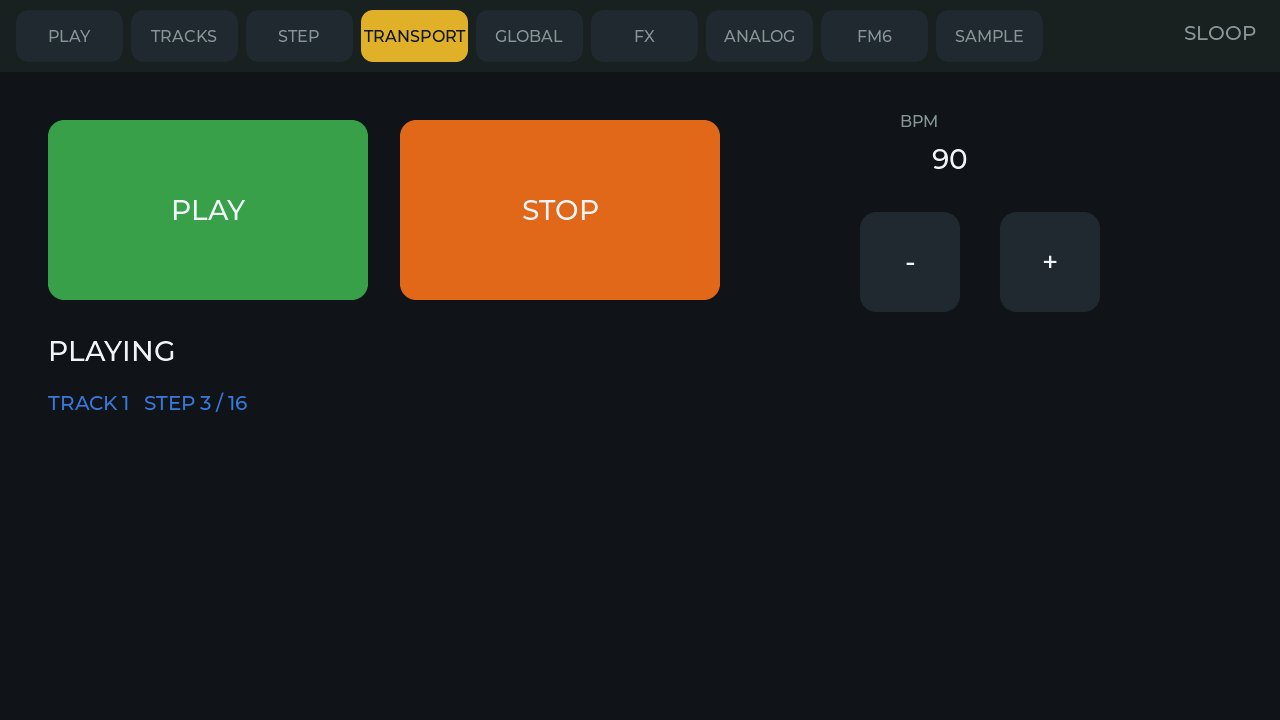 PLAY TRACKS STEP TRANSPORT GLOBAL FX ANALOG FM6 SAMPLE SLOOP
BPM
90
PLAY STOP
- +
PLAYING
TRACK 1 STEP 3 / 16